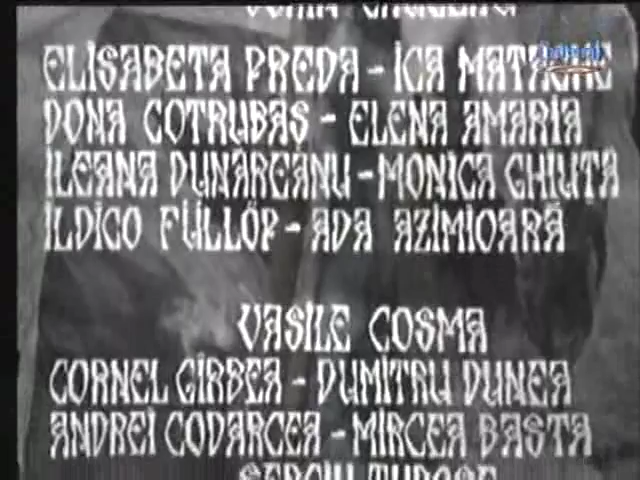 ELISABETA PREDA - ICA MATACHE
DONA COTRUBAŞ - ELENA AMARIA
ILEANA DUNĂREANU - MONICA GHIUŢĂ
ILDICO FÜLLÖP - ADA AZIMIOARĂ
VASILE COSMA
CORNEL GÎRBEA - DUMITRU DUNEA
ANDREI CODARCEA - MIRCEA BASTA